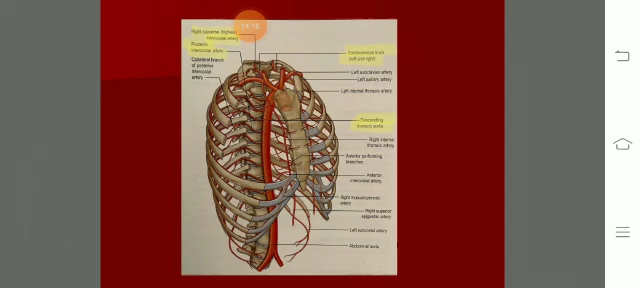 14/18
Right supreme (highest)
intercostal artery
Posterior
intercostal artery
Collateral branch
of posterior
intercostal
artery
Costocervical trunk
(left and right)
Left subclavian artery
Left axillary artery
Left internal thoracic artery
Descending
thoracic aorta
Right internal
thoracic artery
Anterior perforating
branches
Anterior
intercostal artery
Right musculophrenic
artery
Right superior
epigastric artery
Left subcostal artery
Abdominal aorta